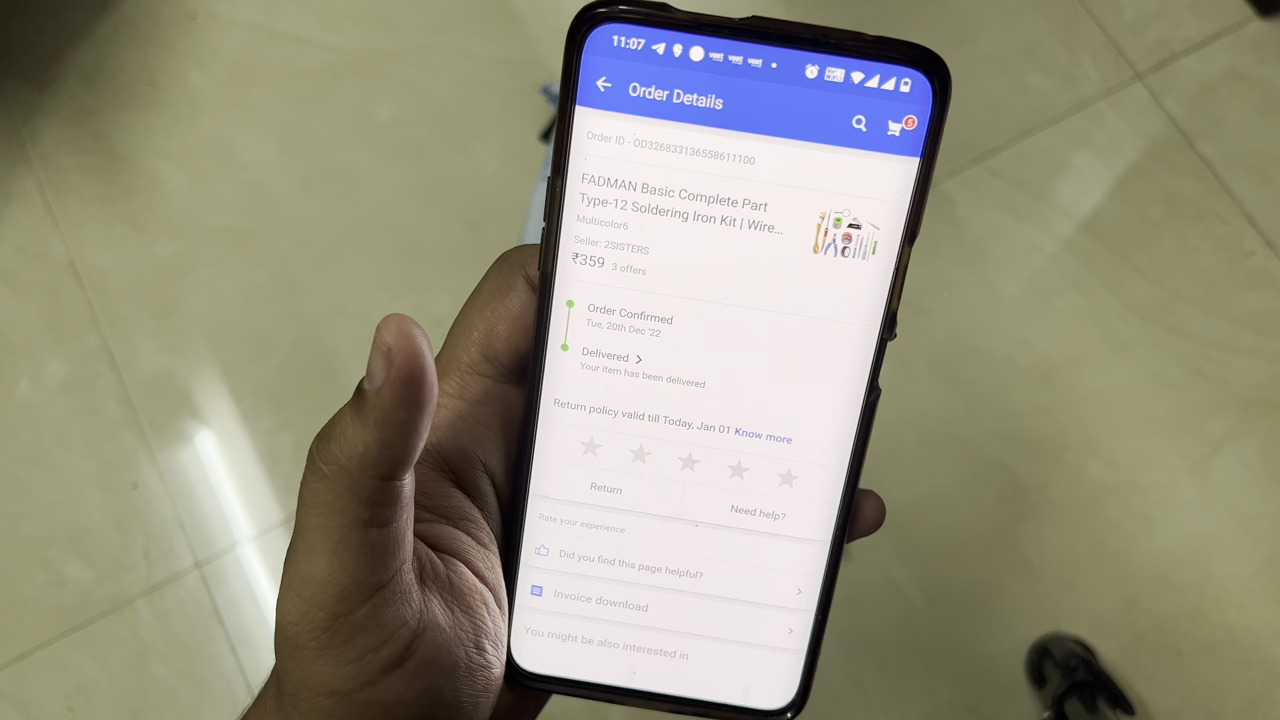 11:07
Order Details
5
Order ID - OD326833136558611100
FADMAN Basic Complete Part
Type-12 Soldering Iron Kit | Wire...
Multicolor6
Seller: 2SISTERS
₹359 3 offers
Order Confirmed
Tue, 20th Dec '22
Delivered
Your item has been delivered
Return policy valid till Today, Jan 01 Know more
Return
Need help?
Rate your experience
Did you find this page helpful?
Invoice download
You might be also interested in